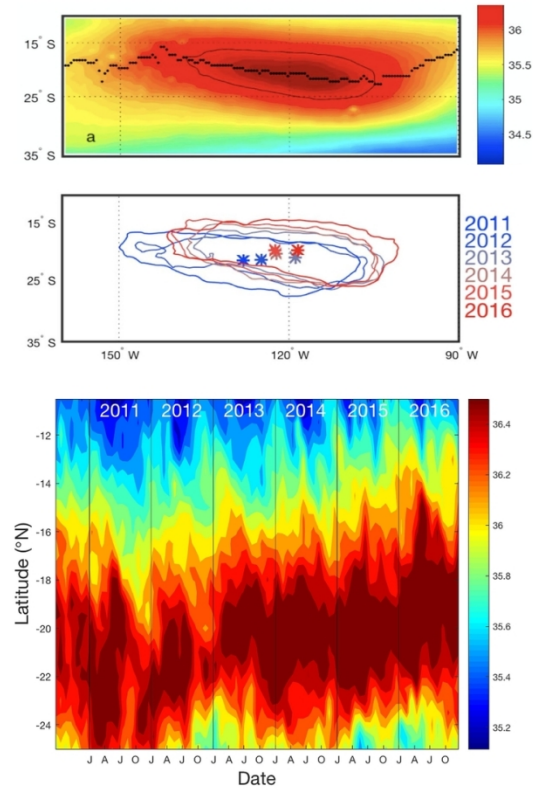 15° S
25° S
35° S
a
36
35.5
35
34.5
15° S
25° S
35° S
150° W
120° W
90° W
2011
2012
2013
2014
2015
2016
2011 2012 2013 2014 2015 2016
-12
-14
-16
-18
-20
-22
-24
Latitude (°N)
J A J O J A J O J A J O J A J O J A J O J A J O
Date
36.4
36.2
36
35.8
35.6
35.4
35.2